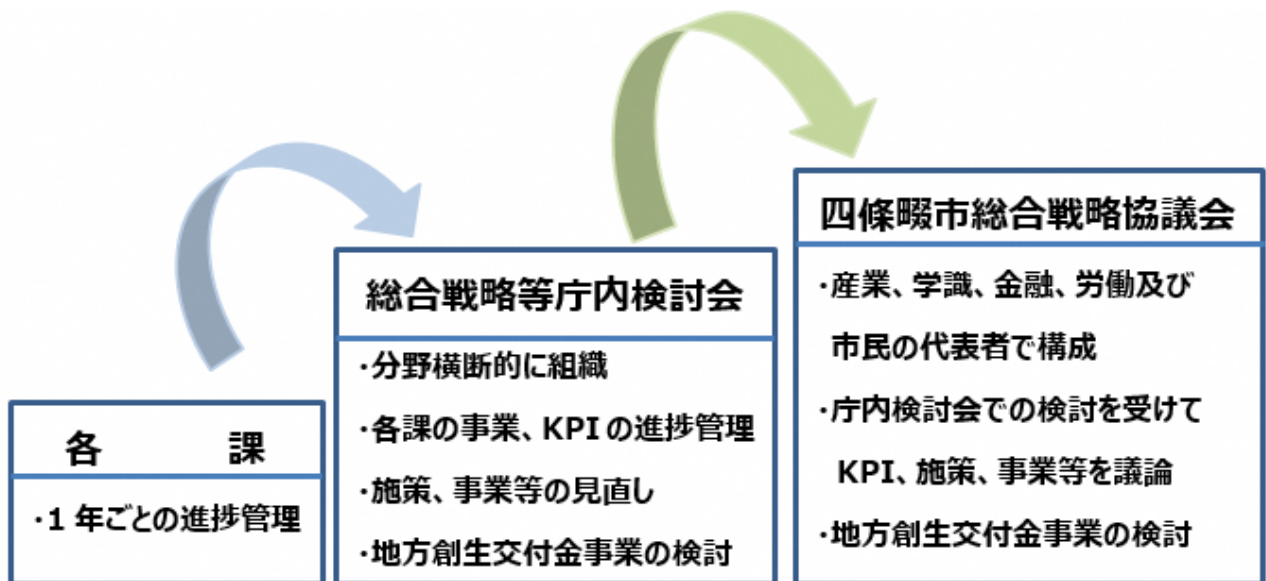 各　課
・1年ごとの進捗管理
総合戦略等庁内検討会
・分野横断的に組織
・各課の事業、KPIの進捗管理
・施策、事業等の見直し
・地方創生交付金事業の検討
四條畷市総合戦略協議会
・産業、学識、金融、労働及び
市民の代表者で構成
・庁内検討会での検討を受けて
KPI、施策、事業等を議論
・地方創生交付金事業の検討